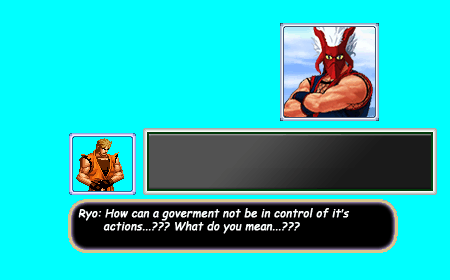 Ryo: How can a goverment not be in control of it's
actions...??? What do you mean...???